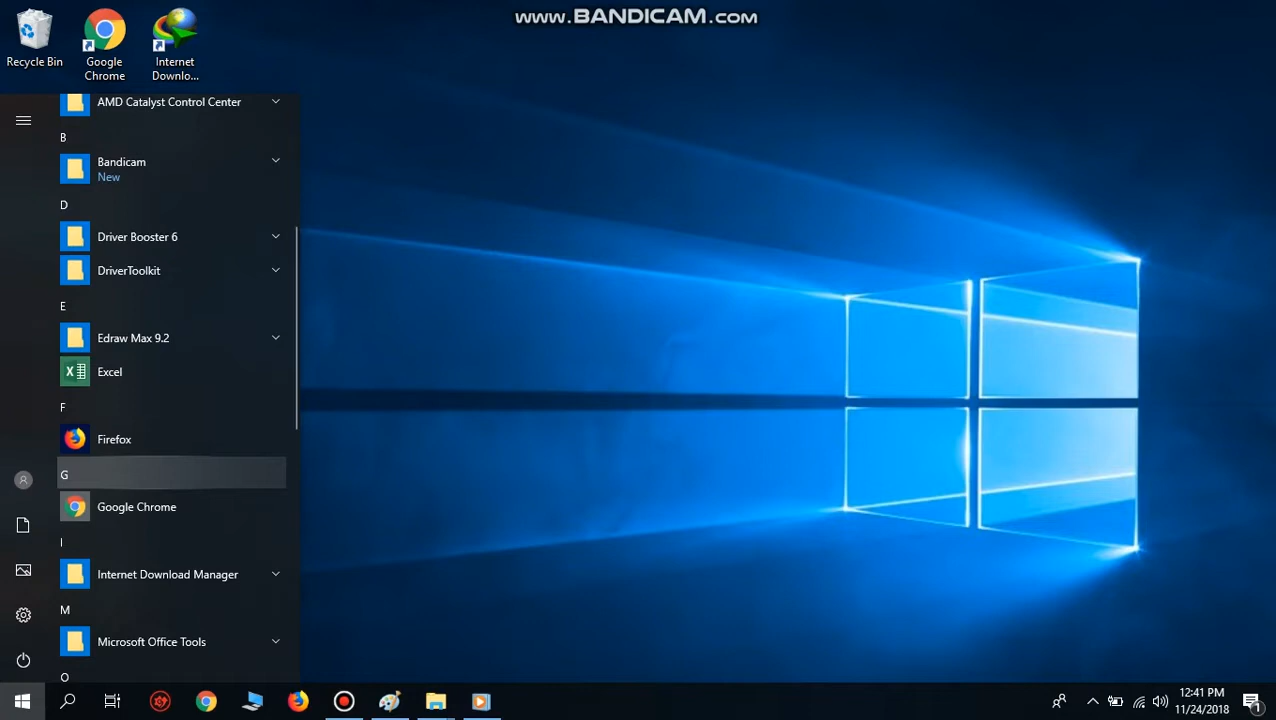 www.BANDICAM.com
Recycle Bin
Google
Chrome
Internet
Downlo...
AMD Catalyst Control Center
B
Bandicam
New
D
Driver Booster 6
DriverToolkit
E
Edraw Max 9.2
Excel
F
Firefox
G
Google Chrome
I
Internet Download Manager
M
Microsoft Office Tools
O
12:41 PM
11/24/2018
1